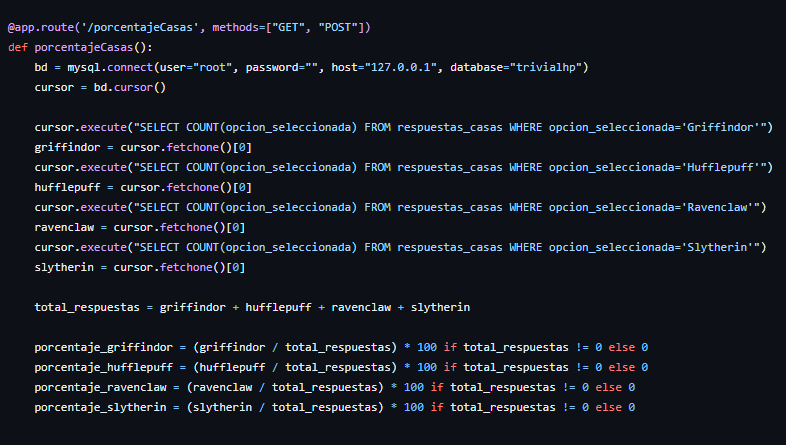 @app.route('/porcentajeCasas', methods=["GET", "POST"])
def porcentajeCasas():
    bd = mysql.connect(user="root", password="", host="127.0.0.1", database="trivialhp")
    cursor = bd.cursor()

    cursor.execute("SELECT COUNT(opcion_seleccionada) FROM respuestas_casas WHERE opcion_seleccionada='Griffindor'")
    griffindor = cursor.fetchone()[0]
    cursor.execute("SELECT COUNT(opcion_seleccionada) FROM respuestas_casas WHERE opcion_seleccionada='Hufflepuff'")
    hufflepuff = cursor.fetchone()[0]
    cursor.execute("SELECT COUNT(opcion_seleccionada) FROM respuestas_casas WHERE opcion_seleccionada='Ravenclaw'")
    ravenclaw = cursor.fetchone()[0]
    cursor.execute("SELECT COUNT(opcion_seleccionada) FROM respuestas_casas WHERE opcion_seleccionada='Slytherin'")
    slytherin = cursor.fetchone()[0]

    total_respuestas = griffindor + hufflepuff + ravenclaw + slytherin

    porcentaje_griffindor = (griffindor / total_respuestas) * 100 if total_respuestas != 0 else 0
    porcentaje_hufflepuff = (hufflepuff / total_respuestas) * 100 if total_respuestas != 0 else 0
    porcentaje_ravenclaw = (ravenclaw / total_respuestas) * 100 if total_respuestas != 0 else 0
    porcentaje_slytherin = (slytherin / total_respuestas) * 100 if total_respuestas != 0 else 0